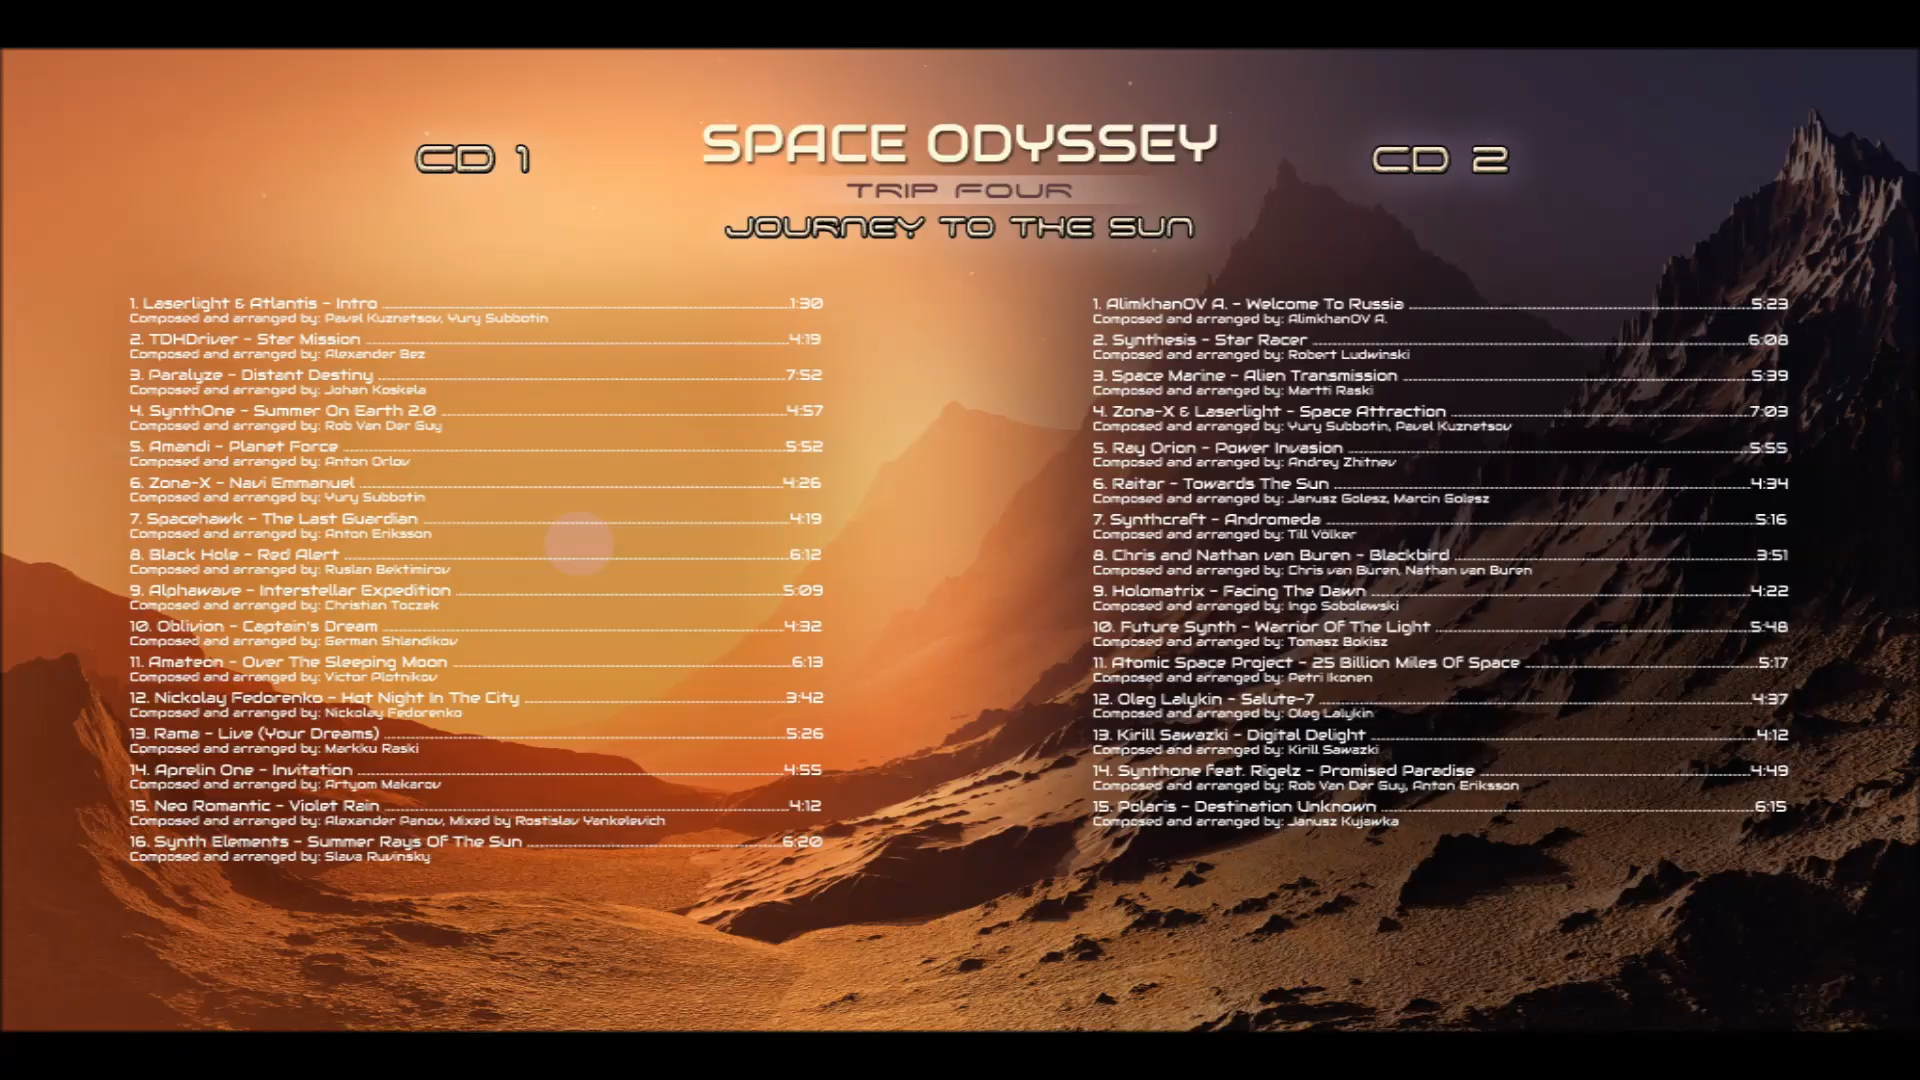 SPACE ODYSSEY
TRIP FOUR
JOURNEY TO THE SUN
CD 1
1. Laserlight & Atlantis - Intro 1:30
Composed and arranged by: Pavel Kuznetsov, Yury Subbotin
2. TDHDriver - Star Mission 4:19
Composed and arranged by: Alexander Bez
3. Paralyze - Distant Destiny 7:52
Composed and arranged by: Johan Koskela
4. SynthOne - Summer On Earth 2.0 4:57
Composed and arranged by: Rob Van Der Guy
5. Amandi - Planet Force 5:52
Composed and arranged by: Anton Orlov
6. Zona-X - Navi Emmanuel 4:26
Composed and arranged by: Yury Subbotin
7. Spacehawk - The Last Guardian 4:19
Composed and arranged by: Anton Eriksson
8. Black Hole - Red Alert 6:12
Composed and arranged by: Ruslan Bektimirov
9. Alphawave - Interstellar Expedition 5:09
Composed and arranged by: Christian Toczek
10. Oblivion - Captain's Dream 4:32
Composed and arranged by: German Shlandikov
11. Amateon - Over The Sleeping Moon 6:13
Composed and arranged by: Victor Plotnikov
12. Nickolay Fedorenko - Hot Night In The City 3:42
Composed and arranged by: Nickolay Fedorenko
13. Rama - Live (Your Dreams) 5:26
Composed and arranged by: Markku Raski
14. Aprelin One - Invitation 4:55
Composed and arranged by: Artyom Makarov
15. Neo Romantic - Violet Rain 4:12
Composed and arranged by: Alexander Panov, Mixed by Rostislav Yankelevich
16. Synth Elements - Summer Rays Of The Sun 6:20
Composed and arranged by: Slava Ruvinsky
CD 2
1. AlimkhanOV A. - Welcome To Russia 5:23
Composed and arranged by: AlimkhanOV A.
2. Synthesis - Star Racer 6:08
Composed and arranged by: Robert Ludwinski
3. Space Marine - Alien Transmission 5:39
Composed and arranged by: Martti Raski
4. Zona-X & Laserlight - Space Attraction 7:03
Composed and arranged by: Yury Subbotin, Pavel Kuznetsov
5. Ray Orion - Power Invasion 5:55
Composed and arranged by: Andrey Zhitnev
6. Raitar - Towards The Sun 4:34
Composed and arranged by: Janusz Golesz, Marcin Golesz
7. Synthcraft - Andromeda 5:16
Composed and arranged by: Till Völker
8. Chris and Nathan van Buren - Blackbird 3:51
Composed and arranged by: Chris van Buren, Nathan van Buren
9. Holomatrix - Facing The Dawn 4:22
Composed and arranged by: Ingo Sobolewski
10. Future Synth - Warrior Of The Light 5:48
Composed and arranged by: Tomasz Bokisz
11. Atomic Space Project - 25 Billion Miles Of Space 5:17
Composed and arranged by: Petri Ikonen
12. Oleg Lalykin - Salute-7 4:37
Composed and arranged by: Oleg Lalykin
13. Kirill Sawazki - Digital Delight 4:12
Composed and arranged by: Kirill Sawazki
14. Synthone feat. Rigelz - Promised Paradise 4:49
Composed and arranged by: Rob Van Der Guy, Anton Eriksson
15. Polaris - Destination Unknown 6:15
Composed and arranged by: Janusz Kujawka